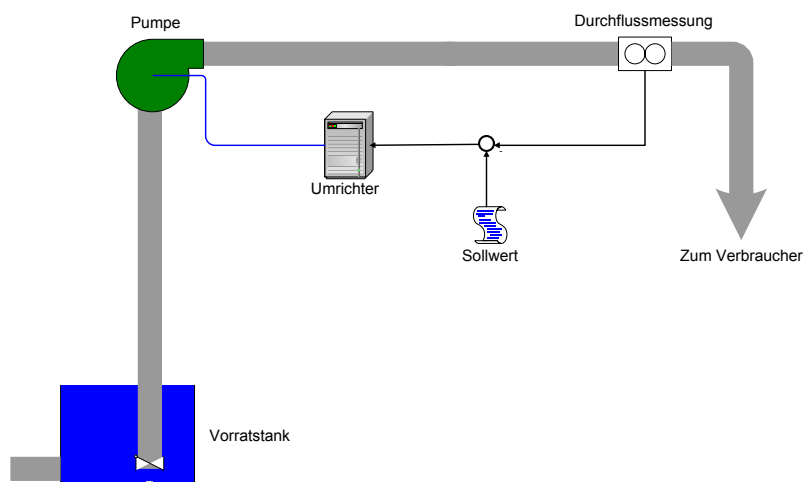 Pumpe
Durchflussmessung
-
Umrichter
Sollwert
Zum Verbraucher
Vorratstank